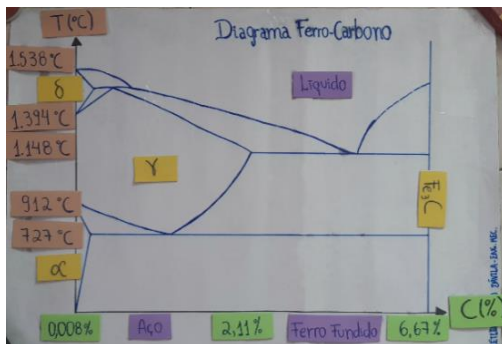 T(°C)
Diagrama Ferro-Carbono
1.538°C
Líquido
δ
1.394°C
1.148°C
γ
912°C
Fe₃C
727°C
α
C(%
0,008%
Aço
2,11%
Ferro Fundido
6,67%